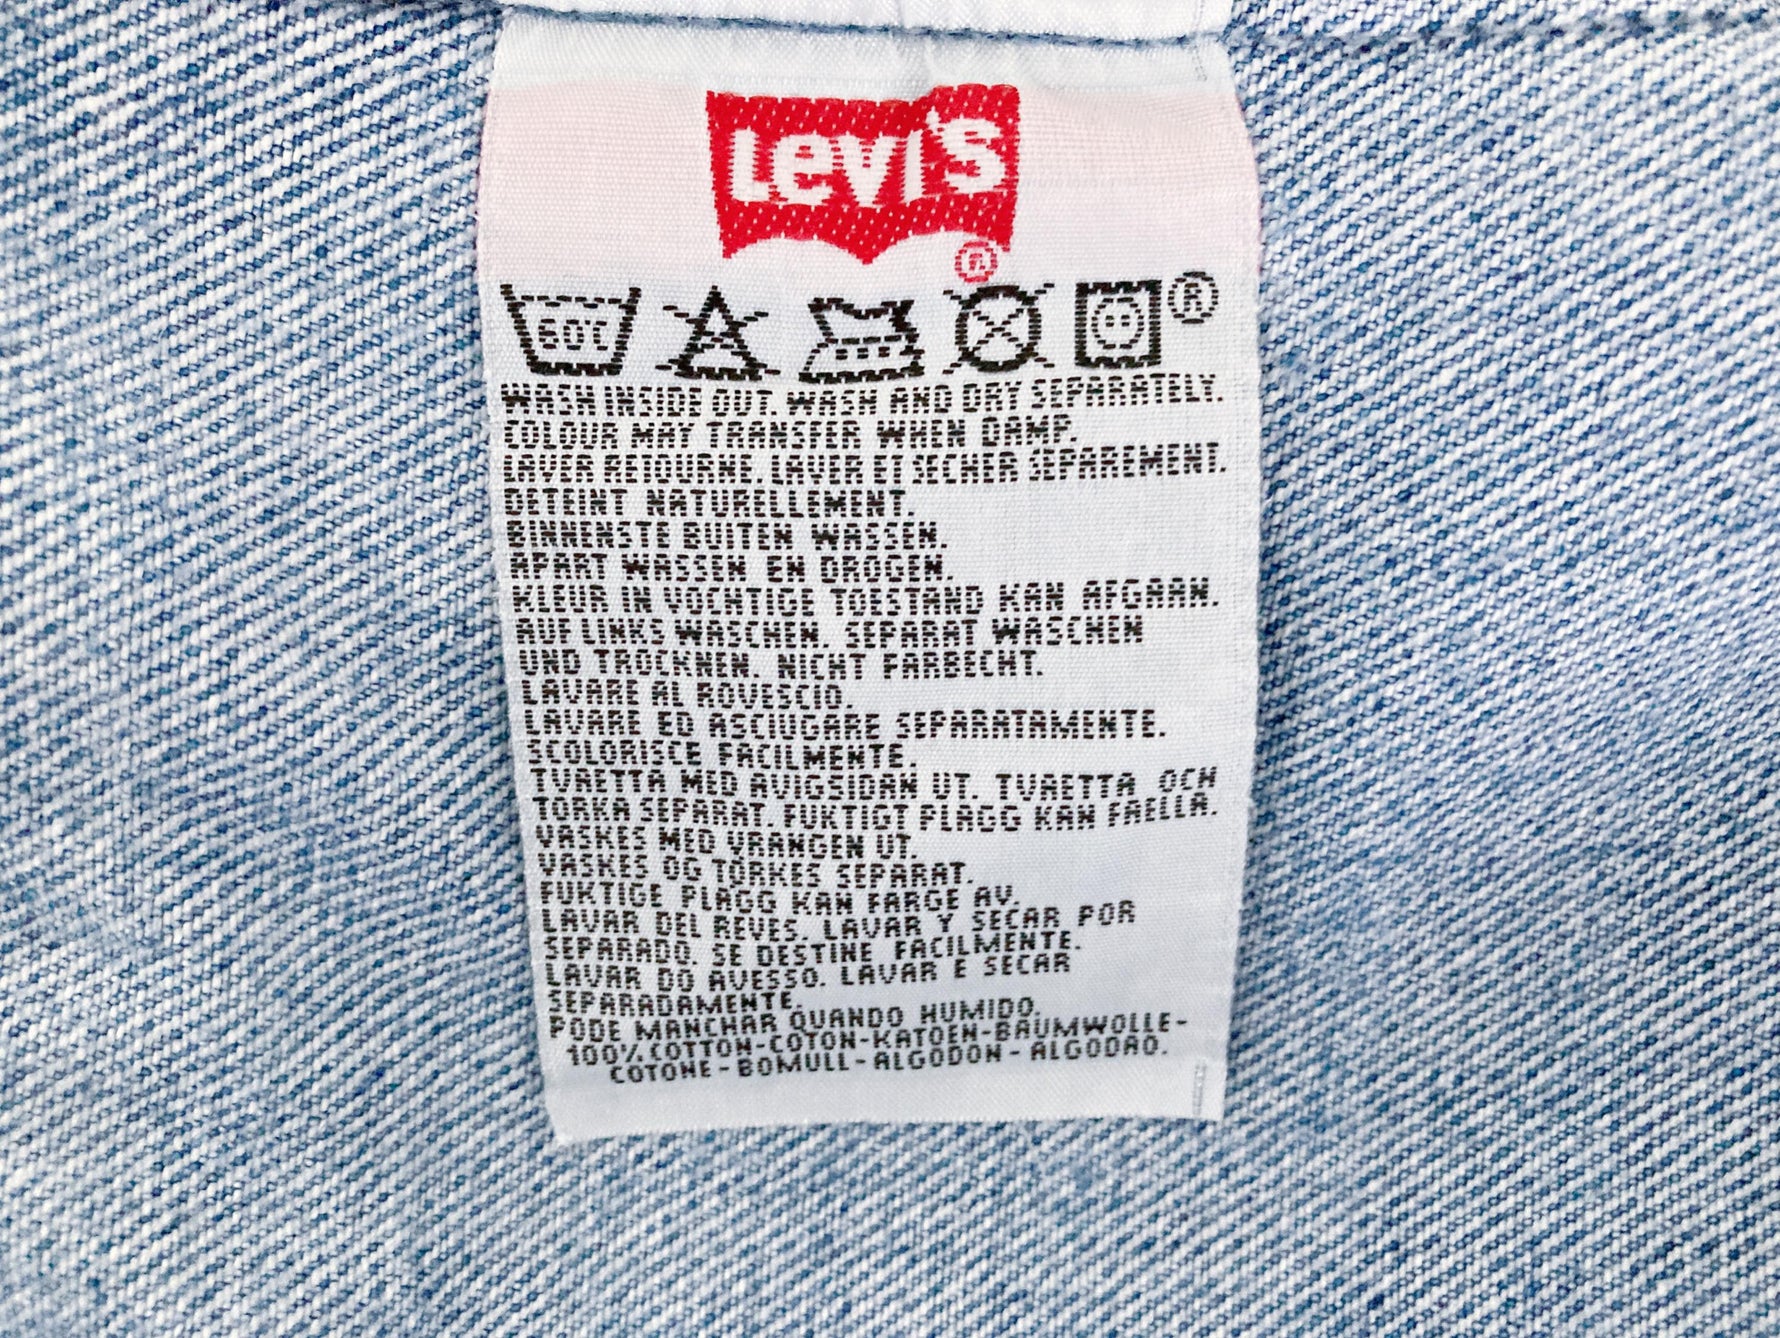 Levi's
®
60°C
®
WASH INSIDE OUT. WASH AND DRY SEPARATELY.
COLOUR MAY TRANSFER WHEN DAMP.
LAVER RETOURNE. LAVER ET SECHER SEPAREMENT.
DETEINT NATURELLEMENT.
BINNENSTE BUITEN WASSEN.
APART WASSEN EN DROGEN.
KLEUR IN VOCHTIGE TOESTAND KAN AFGAAN.
AUF LINKS WASCHEN. SEPARAT WASCHEN
UND TROCKNEN. NICHT FARBECHT.
LAVARE AL ROVESCIO.
LAVARE ED ASCIUGARE SEPARATAMENTE.
SCOLORISCE FACILMENTE.
TVAETTA MED AVIGSIDAN UT. TVAETTA OCH
TORKA SEPARAT. FUKTIGT PLAGG KAN FAELLA.
VASKES MED VRANGEN UT.
VASKES OG TORKES SEPARAT.
FUKTIGE PLAGG KAN FARGE AV.
LAVAR DEL REVES. LAVAR Y SECAR POR
SEPARADO. SE DESTINE FACILMENTE.
LAVAR DO AVESSO. LAVAR E SECAR
SEPARADAMENTE.
PODE MANCHAR QUANDO HUMIDO.
100% COTTON-COTON-KATOEN-BAUMWOLLE-
COTONE-BOMULL-ALGODON-ALGODAO.